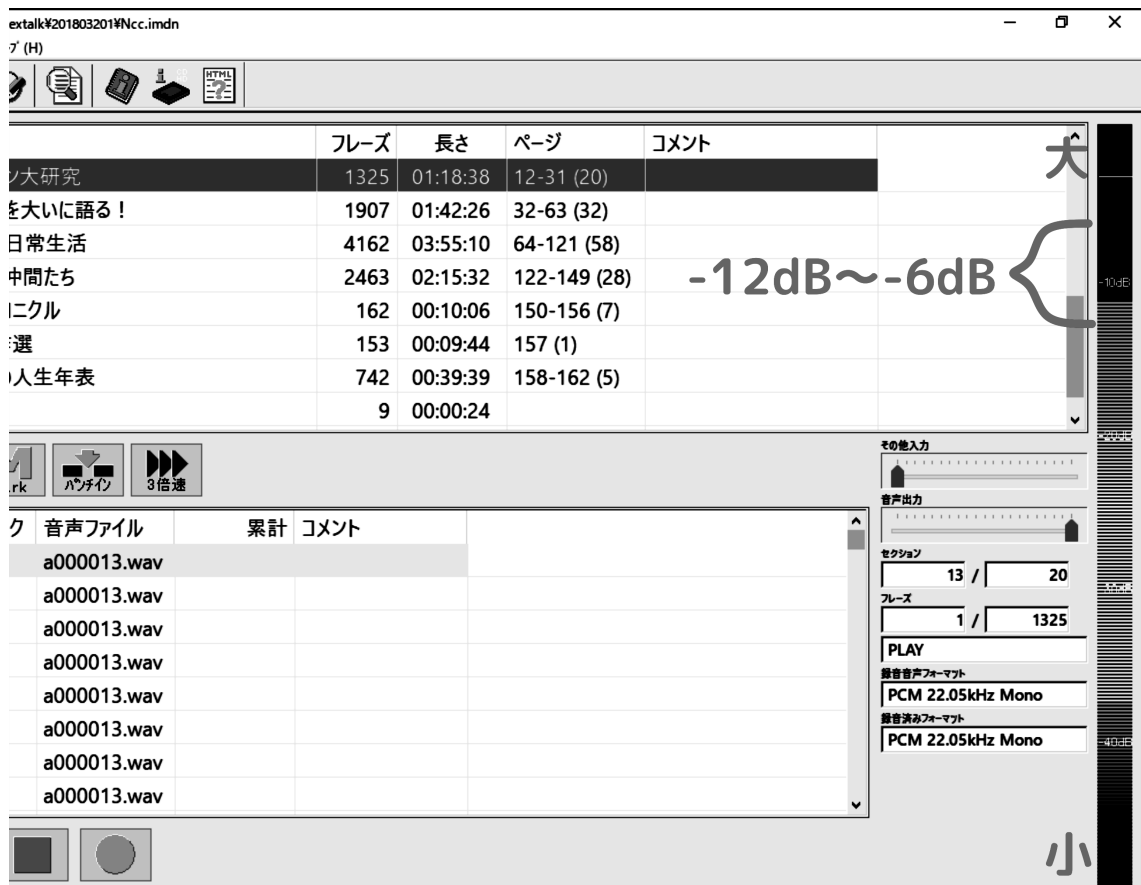 extalk¥201803201¥Ncc.imdn
プ (H)
HTML
フレーズ 長さ ページ コメント
大
ン大研究 1325 01:18:38 12-31 (20)
を大いに語る！ 1907 01:42:26 32-63 (32)
日常生活 4162 03:55:10 64-121 (58)
仲間たち 2463 02:15:32 122-149 (28)
-12dB～-6dB
-10dB
ロニクル 162 00:10:06 150-156 (7)
選 153 00:09:44 157 (1)
人生年表 742 00:39:39 158-162 (5)
9 00:00:24
-20dB
rk パンチイン 3倍速
その他入力
音声出力
ク 音声ファイル 累計 コメント
a000013.wav
a000013.wav
a000013.wav
a000013.wav
a000013.wav
a000013.wav
a000013.wav
a000013.wav
セクション
13 / 20
フレーズ
1 / 1325
PLAY
録音音声フォーマット
PCM 22.05kHz Mono
録音済みフォーマット
PCM 22.05kHz Mono
-40dB
小